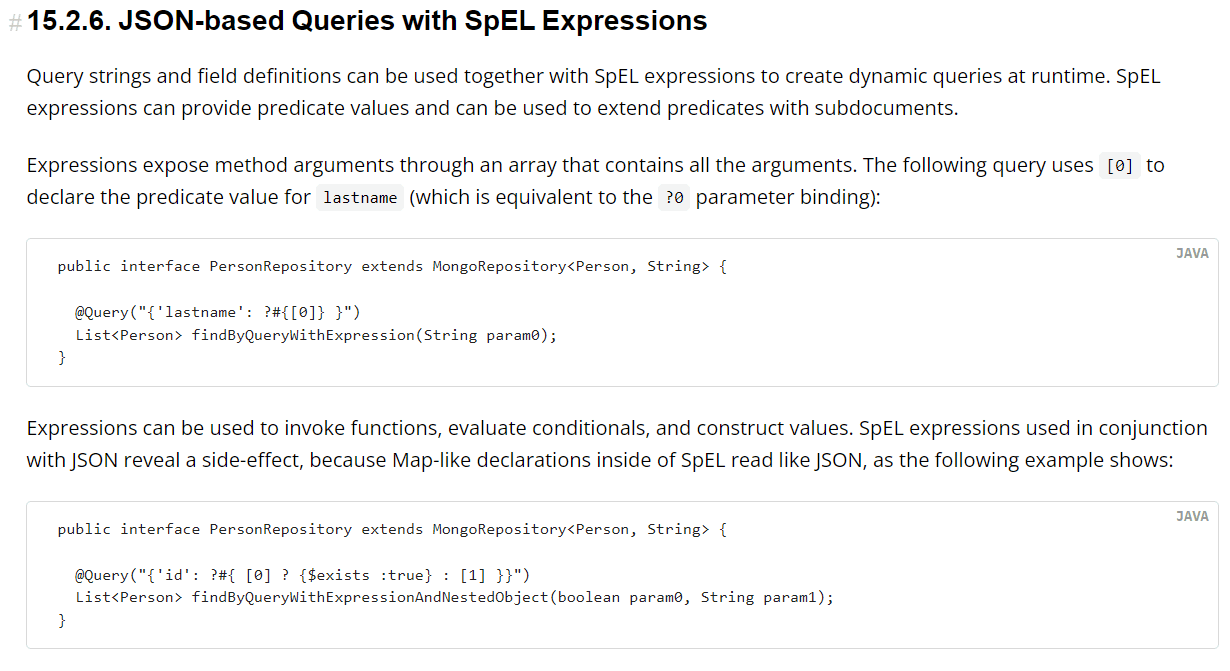 # 15.2.6. JSON-based Queries with SpEL Expressions
Query strings and field definitions can be used together with SpEL expressions to create dynamic queries at runtime. SpEL
expressions can provide predicate values and can be used to extend predicates with subdocuments.
Expressions expose method arguments through an array that contains all the arguments. The following query uses [0] to
declare the predicate value for lastname (which is equivalent to the ?0 parameter binding):
JAVA
public interface PersonRepository extends MongoRepository<Person, String> {
  @Query("{'lastname': ?#{[0]} }")
  List<Person> findByQueryWithExpression(String param0);
}
Expressions can be used to invoke functions, evaluate conditionals, and construct values. SpEL expressions used in conjunction
with JSON reveal a side-effect, because Map-like declarations inside of SpEL read like JSON, as the following example shows:
JAVA
public interface PersonRepository extends MongoRepository<Person, String> {
  @Query("{'id': ?#{ [0] ? {$exists :true} : [1] }}")
  List<Person> findByQueryWithExpressionAndNestedObject(boolean param0, String param1);
}